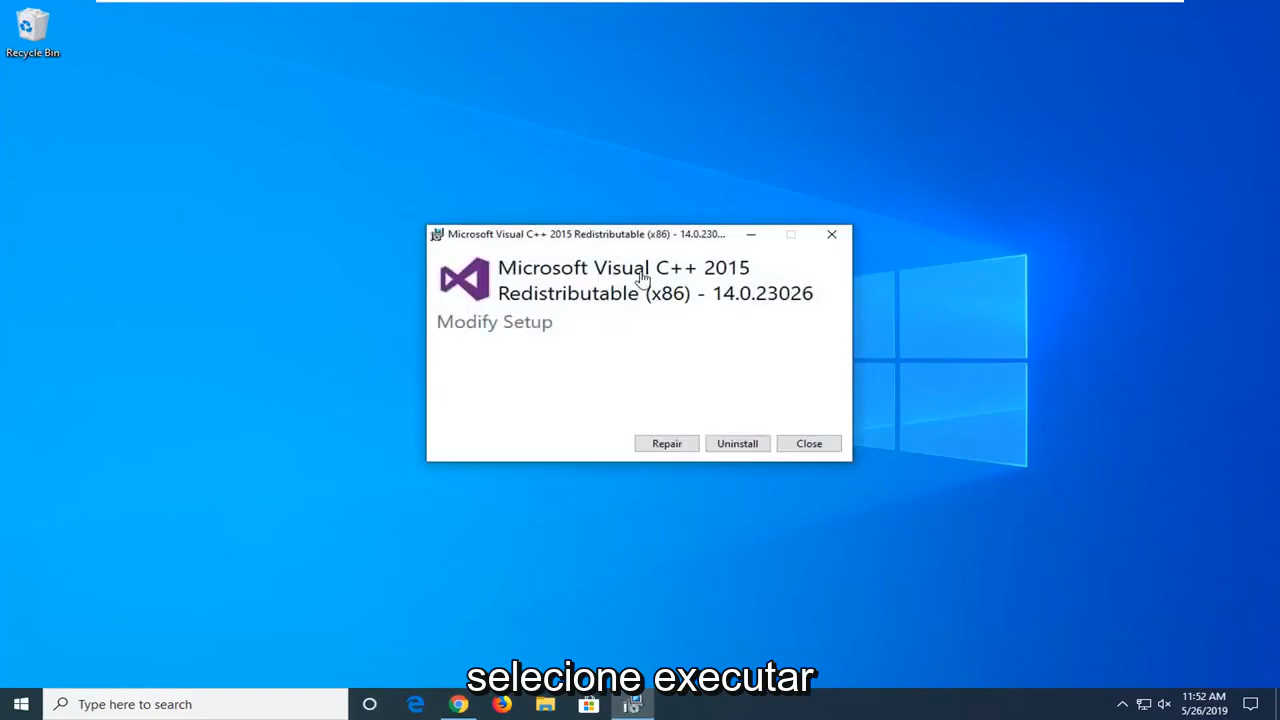 Recycle Bin
Microsoft Visual C++ 2015 Redistributable (x86) - 14.0.230...
Microsoft Visual C++ 2015
Redistributable (x86) - 14.0.23026
Modify Setup
Repair
Uninstall
Close
selecione executar
Type here to search
11:52 AM
5/26/2019